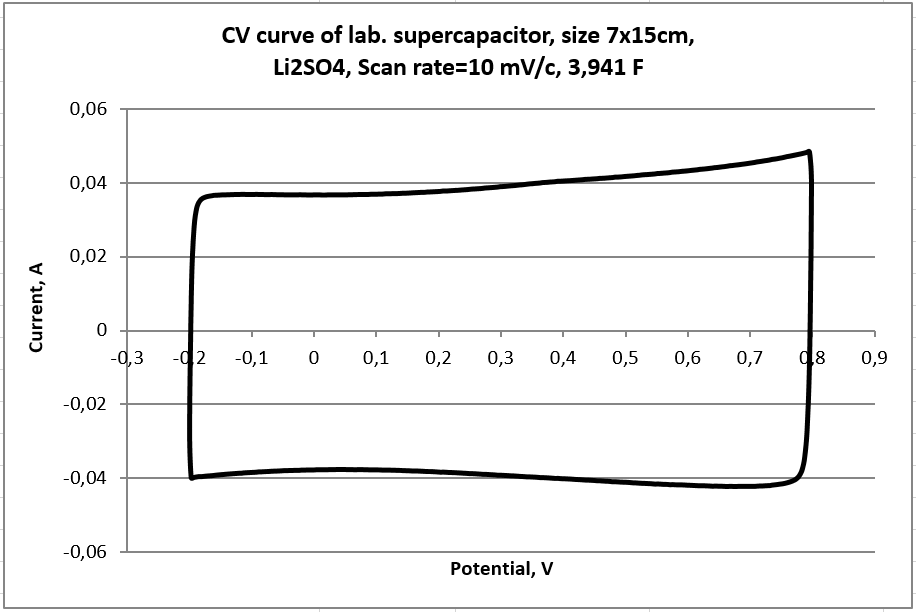 CV curve of lab. supercapacitor, size 7x15cm,
Li2SO4, Scan rate=10 mV/c, 3,941 F
0,06
0,04
0,02
0
-0,02
-0,04
-0,06
-0,3 -0,2 -0,1 0 0,1 0,2 0,3 0,4 0,5 0,6 0,7 0,8 0,9
Current, A
Potential, V